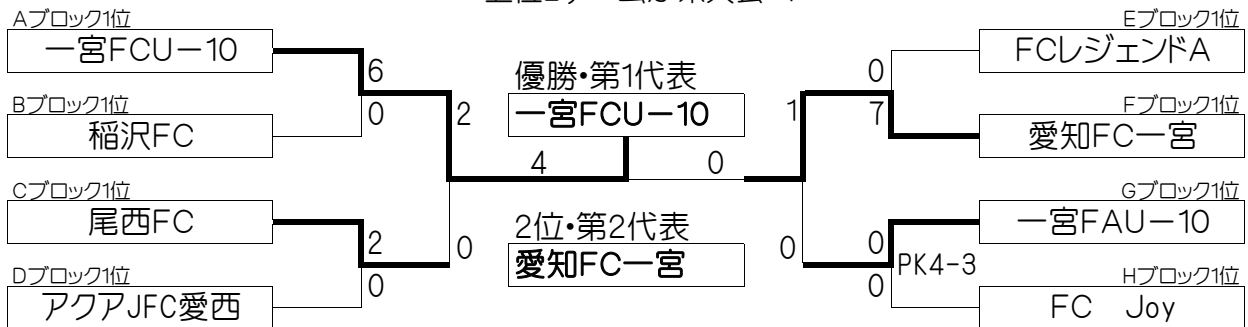 Aブロック1位
一宮FCU-10
Bブロック1位
稲沢FC
Cブロック1位
尾西FC
Dブロック1位
アクアJFC愛西
6
0
2
0
2
0
優勝・第1代表
一宮FCU-10
4
0
2位・第2代表
愛知FC一宮
1
0
0
7
0
PK4-3
0
Eブロック1位
FCレジェンドA
Fブロック1位
愛知FC一宮
Gブロック1位
一宮FAU-10
Hブロック1位
FC Joy